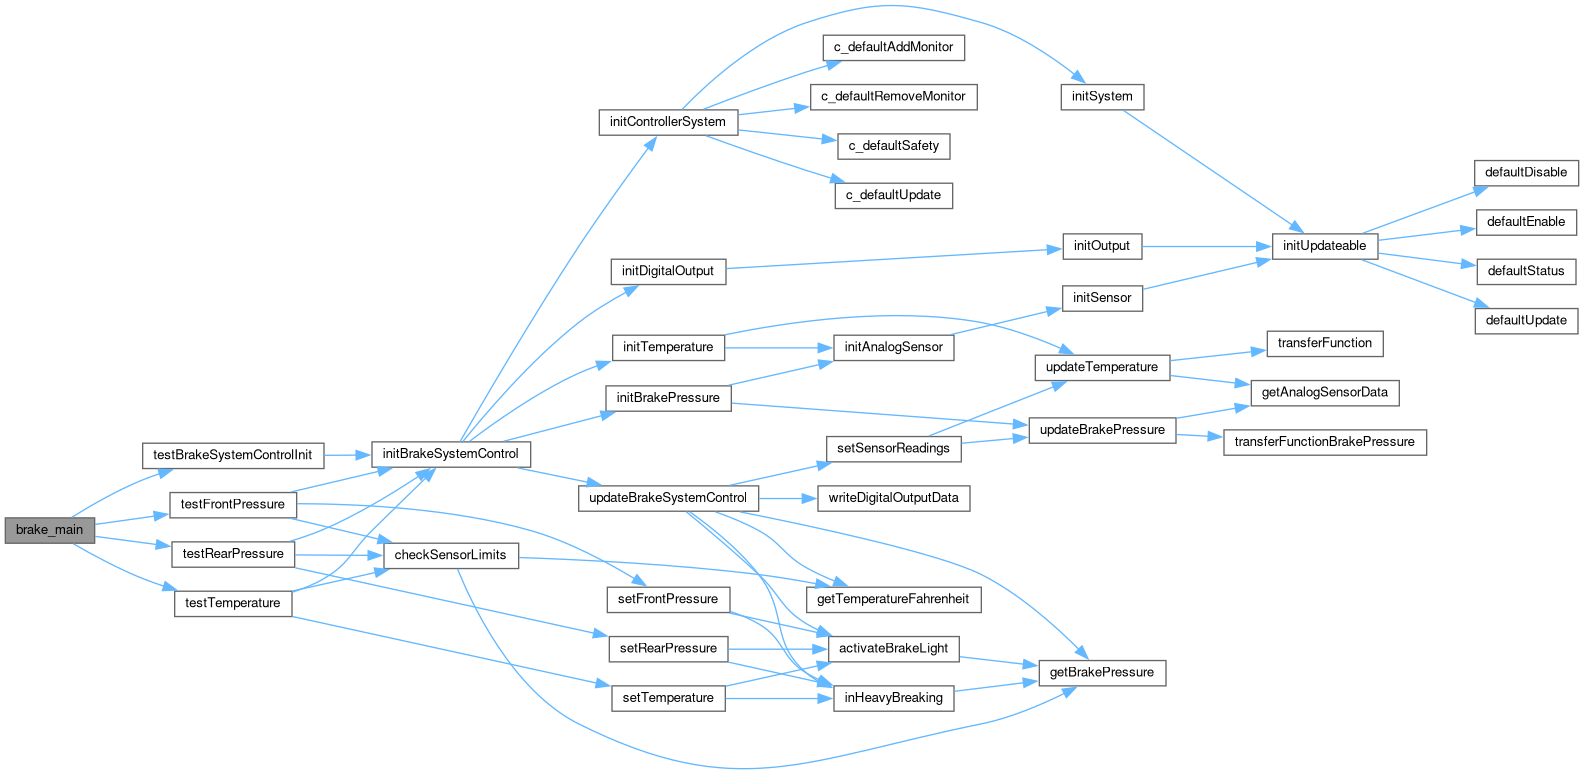 brake_main
testBrakeSystemControlInit
testFrontPressure
testRearPressure
testTemperature
initBrakeSystemControl
checkSensorLimits
initControllerSystem
initDigitalOutput
initTemperature
initBrakePressure
updateBrakeSystemControl
setFrontPressure
setRearPressure
setTemperature
c_defaultAddMonitor
c_defaultRemoveMonitor
c_defaultSafety
c_defaultUpdate
initAnalogSensor
setSensorReadings
writeDigitalOutputData
getTemperatureFahrenheit
activateBrakeLight
inHeavyBreaking
initSystem
initOutput
initSensor
updateTemperature
updateBrakePressure
getBrakePressure
initUpdateable
transferFunction
getAnalogSensorData
transferFunctionBrakePressure
defaultDisable
defaultEnable
defaultStatus
defaultUpdate